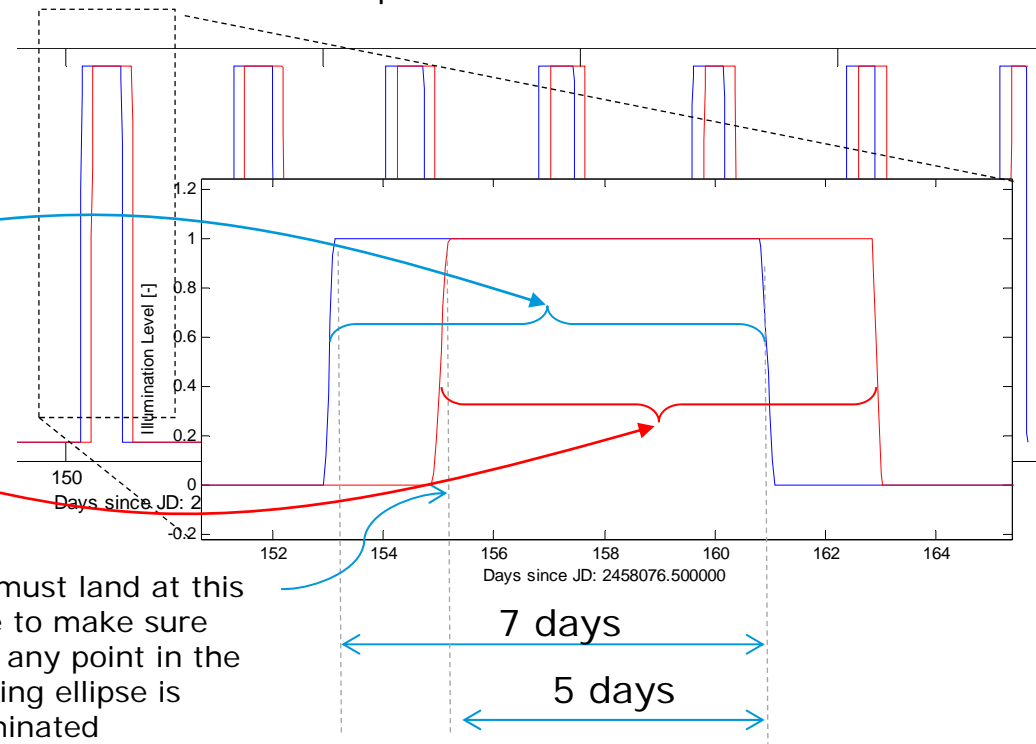 1.2
1
0.8
0.6
0.4
0.2
0
-0.2
Illumination Level [-]
150
Days since JD: 2
152 154 156 158 160 162 164
Days since JD: 2458076.500000
must land at this
to make sure
any point in the
ellipse is
7 days
5 days